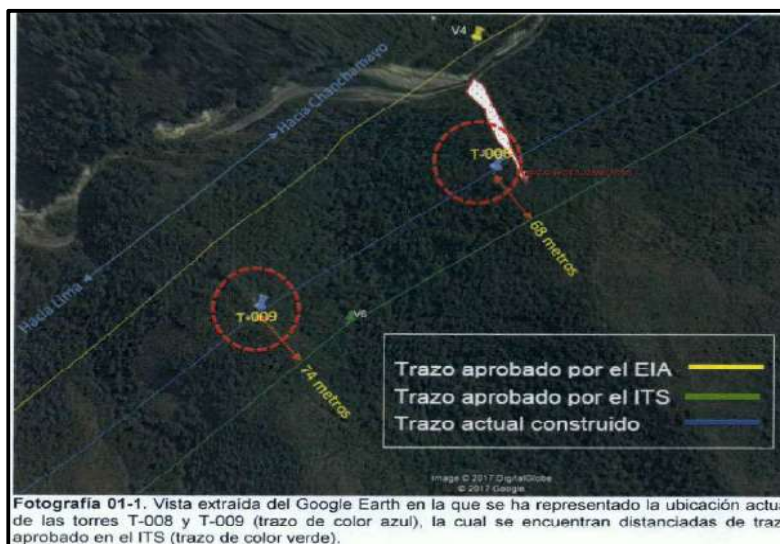 V4
Hacia Chanchamayo
T-008
68 metros
Hacia Lima
T-009
V6
74 metros
Trazo aprobado por el EIA
Trazo aprobado por el ITS
Trazo actual construido
Image © 2017 DigitalGlobe
© 2017 Google
Fotografía 01-1. Vista extraída del Google Earth en la que se ha representado la ubicación actua
de las torres T-008 y T-009 (trazo de color azul), la cual se encuentran distanciadas de traz
aprobado en el ITS (trazo de color verde).